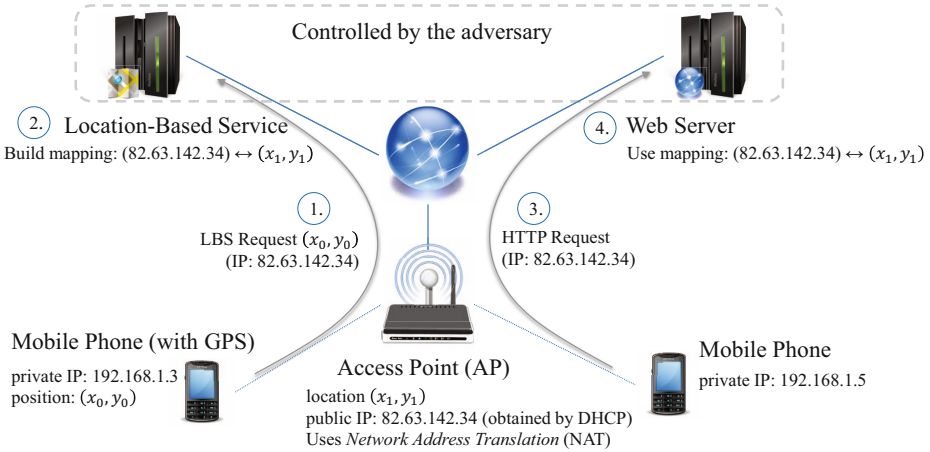 Controlled by the adversary
2.
Location-Based Service
Build mapping: (82.63.142.34) ↔ (x₁, y₁)
4.
Web Server
Use mapping: (82.63.142.34) ↔ (x₁, y₁)
1.
LBS Request (x₀, y₀)
(IP: 82.63.142.34)
3.
HTTP Request
(IP: 82.63.142.34)
Mobile Phone (with GPS)
private IP: 192.168.1.3
position: (x₀, y₀)
Access Point (AP)
location (x₁, y₁)
public IP: 82.63.142.34 (obtained by DHCP)
Uses Network Address Translation (NAT)
Mobile Phone
private IP: 192.168.1.5